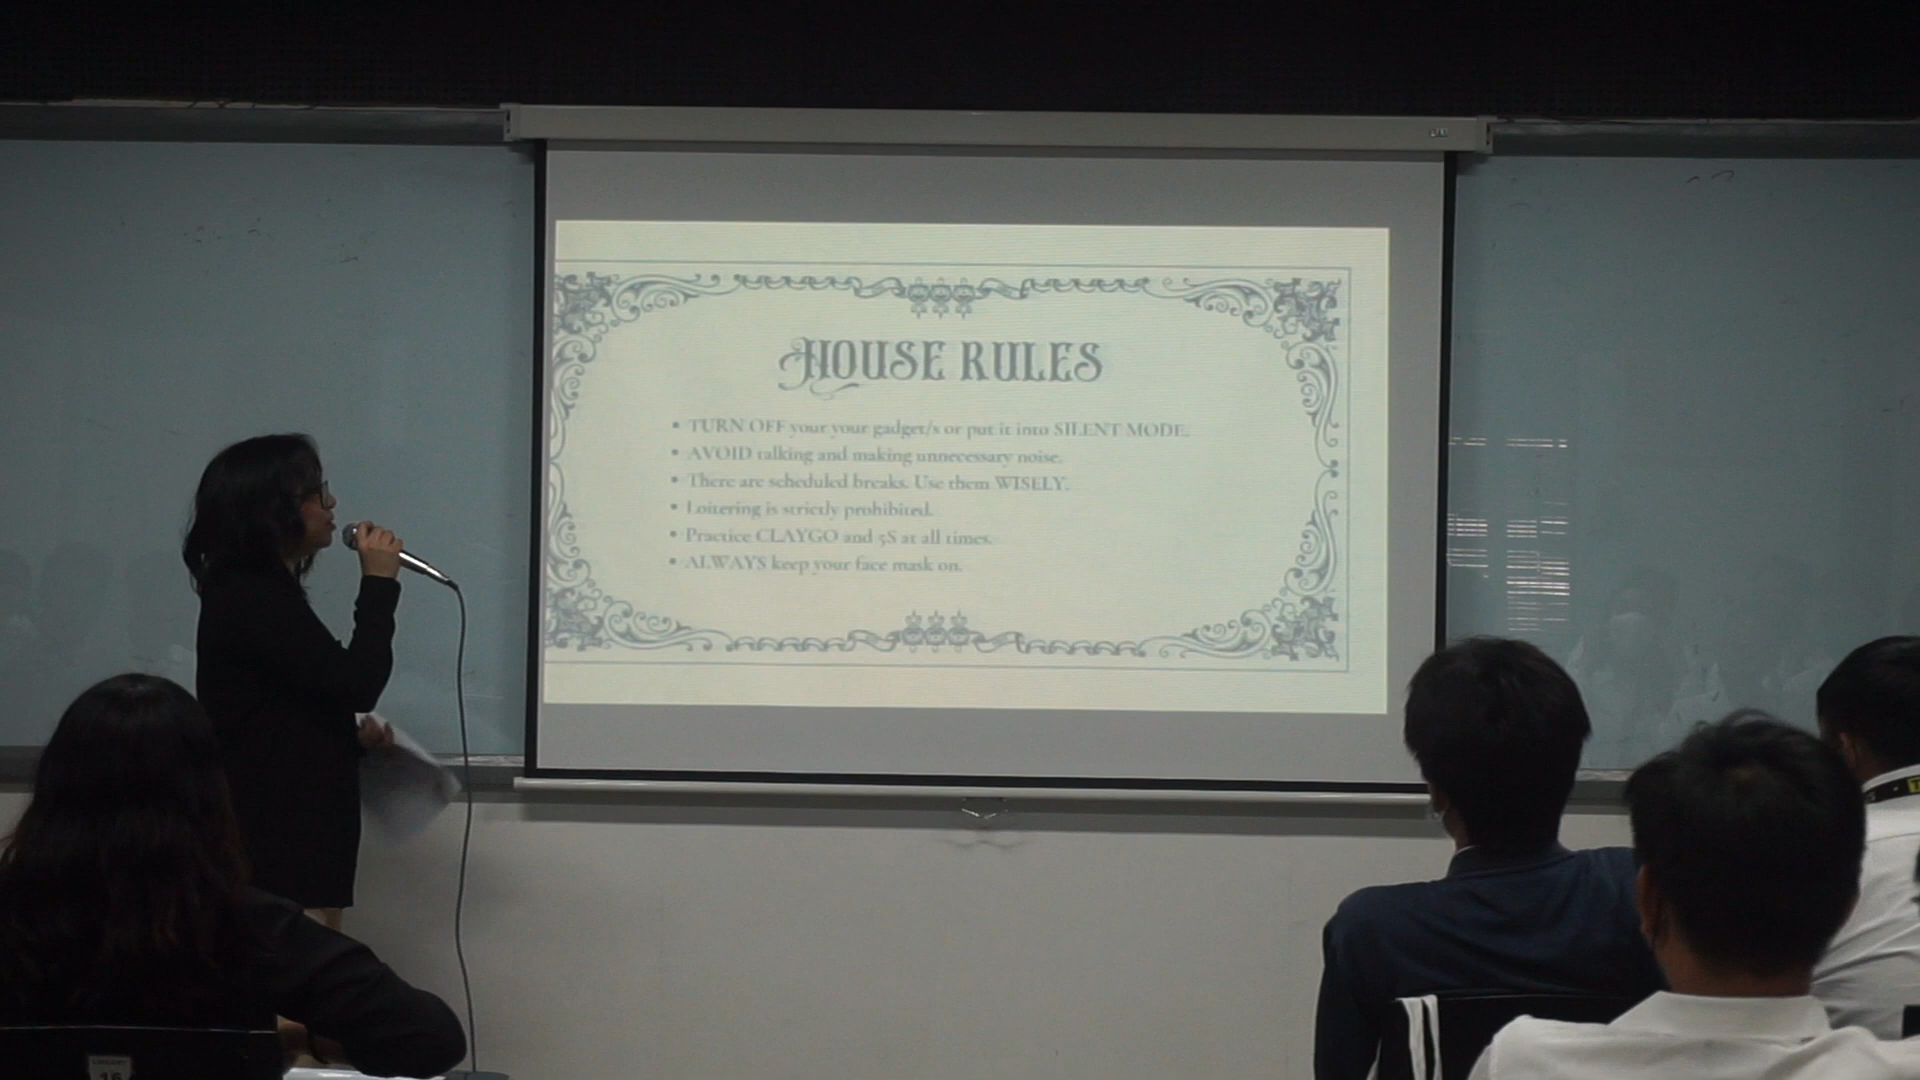 HOUSE RULES
• TURN OFF your your gadget/s or put it into SILENT MODE.
• AVOID talking and making unnecessary noise.
• There are scheduled breaks. Use them WISELY.
• Loitering is strictly prohibited.
• Practice CLAYGO and 5S at all times.
• ALWAYS keep your face mask on.
15